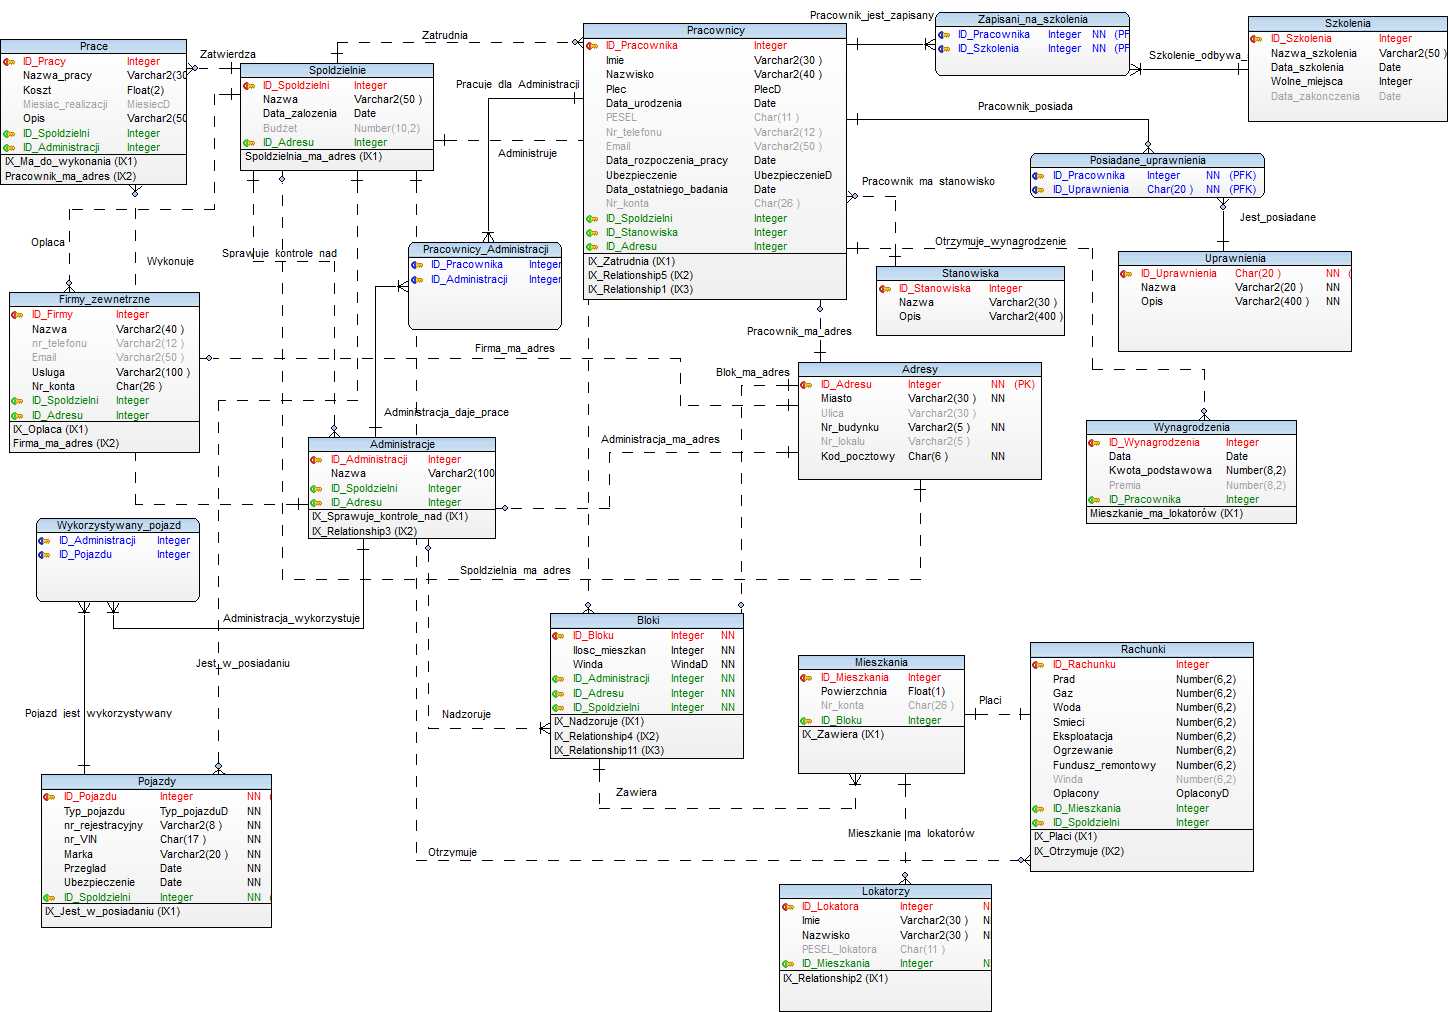 Prace
ID_Pracy Integer
Nazwa_pracy Varchar2(30
Koszt Float(2)
Miesiac_realizacji MiesiecD
Opis Varchar2(50
ID_Spoldzielni Integer
ID_Administracji Integer
IX_Ma_do_wykonania (IX1)
Pracownik_ma_adres (IX2)
Zatwierdza
Spoldzielnie
ID_Spoldzielni Integer
Nazwa Varchar2(50 )
Data_zalozenia Date
Budzet Number(10,2)
ID_Adresu Integer
Spoldzielnia_ma_adres (IX1)
Zatrudnia
Pracuje dla Administracji
Administruje
Pracownicy
ID_Pracownika Integer
Imie Varchar2(30 )
Nazwisko Varchar2(40 )
Plec PlecD
Data_urodzenia Date
PESEL Char(11 )
Nr_telefonu Varchar2(12 )
Email Varchar2(50 )
Data_rozpoczenia_pracy Date
Ubezpieczenie UbezpieczenieD
Data_ostatniego_badania Date
Nr_konta Char(26 )
ID_Spoldzielni Integer
ID_Stanowiska Integer
ID_Adresu Integer
IX_Zatrudnia (IX1)
IX_Relationship5 (IX2)
IX_Relationship1 (IX3)
Pracownik_jest_zapisany
Zapisani_na_szkolenia
ID_Pracownika Integer NN (PF
ID_Szkolenia Integer NN (PF
Szkolenie_odbywa_
Szkolenia
ID_Szkolenia Integer
Nazwa_szkolenia Varchar2(50 )
Data_szkolenia Date
Wolne_miejsca Integer
Data_zakonczenia Date
Pracownik_posiada
Posiadane_uprawnienia
ID_Pracownika Integer NN (PFK)
ID_Uprawnienia Char(20 ) NN (PFK)
Jest_posiadane
Pracownik ma stanowisko
Otrzymuje_wynagrodzenie
Uprawnienia
ID_Uprawnienia Char(20 ) NN (
Nazwa Varchar2(20 ) NN
Opis Varchar2(400 ) NN
Stanowiska
ID_Stanowiska Integer
Nazwa Varchar2(30 )
Opis Varchar2(400 )
Oplaca
Wykonuje
Sprawuje kontrole nad
Pracownicy_Administracji
ID_Pracownika Integer
ID_Administracji Integer
Firmy_zewnetrzne
ID_Firmy Integer
Nazwa Varchar2(40 )
nr_telefonu Varchar2(12 )
Email Varchar2(50 )
Usluga Varchar2(100 )
Nr_konta Char(26 )
ID_Spoldzielni Integer
ID_Adresu Integer
IX_Oplaca (IX1)
Firma_ma_adres (IX2)
Firma_ma_adres
Pracownik_ma_adres
Blok_ma_adres
Adresy
ID_Adresu Integer NN (PK)
Miasto Varchar2(30 ) NN
Ulica Varchar2(30 )
Nr_budynku Varchar2(5 ) NN
Nr_lokalu Varchar2(5 )
Kod_pocztowy Char(6 ) NN
Administracja_daje_prace
Administracja_ma_adres
Administracje
ID_Administracji Integer
Nazwa Varchar2(100
ID_Spoldzielni Integer
ID_Adresu Integer
IX_Sprawuje_kontrole_nad (IX1)
IX_Relationship3 (IX2)
Wynagrodzenia
ID_Wynagrodzenia Integer
Data Date
Kwota_podstawowa Number(8,2)
Premia Number(8,2)
ID_Pracownika Integer
Mieszkanie_ma_lokatorów (IX1)
Wykorzystywany_pojazd
ID_Administracji Integer
ID_Pojazdu Integer
Spoldzielnia ma adres
Administracja_wykorzystuje
Jest_w_posiadaniu
Pojazd jest wykorzystywany
Nadzoruje
Bloki
ID_Bloku Integer NN
Ilosc_mieszkan Integer NN
Winda WindaD NN
ID_Administracji Integer NN
ID_Adresu Integer NN
ID_Spoldzielni Integer NN
IX_Nadzoruje (IX1)
IX_Relationship4 (IX2)
IX_Relationship11 (IX3)
Zawiera
Mieszkania
ID_Mieszkania Integer
Powierzchnia Float(1)
Nr_konta Char(26 )
ID_Bloku Integer
IX_Zawiera (IX1)
Placi
Rachunki
ID_Rachunku Integer
Prad Number(6,2)
Gaz Number(6,2)
Woda Number(6,2)
Smieci Number(6,2)
Eksploatacja Number(6,2)
Ogrzewanie Number(6,2)
Fundusz_remontowy Number(6,2)
Winda Number(6,2)
Oplacony OplaconyD
ID_Mieszkania Integer
ID_Spoldzielni Integer
IX_Placi (IX1)
IX_Otrzymuje (IX2)
Pojazdy
ID_Pojazdu Integer NN
Typ_pojazdu Typ_pojazduD NN
nr_rejestracyjny Varchar2(8 ) NN
nr_VIN Char(17 ) NN
Marka Varchar2(20 ) NN
Przeglad Date NN
Ubezpieczenie Date NN
ID_Spoldzielni Integer NN
IX_Jest_w_posiadaniu (IX1)
Mieszkanie ma lokatorów
Otrzymuje
Lokatorzy
ID_Lokatora Integer N
Imie Varchar2(30 ) N
Nazwisko Varchar2(30 ) N
PESEL_lokatora Char(11 )
ID_Mieszkania Integer N
IX_Relationship2 (IX1)